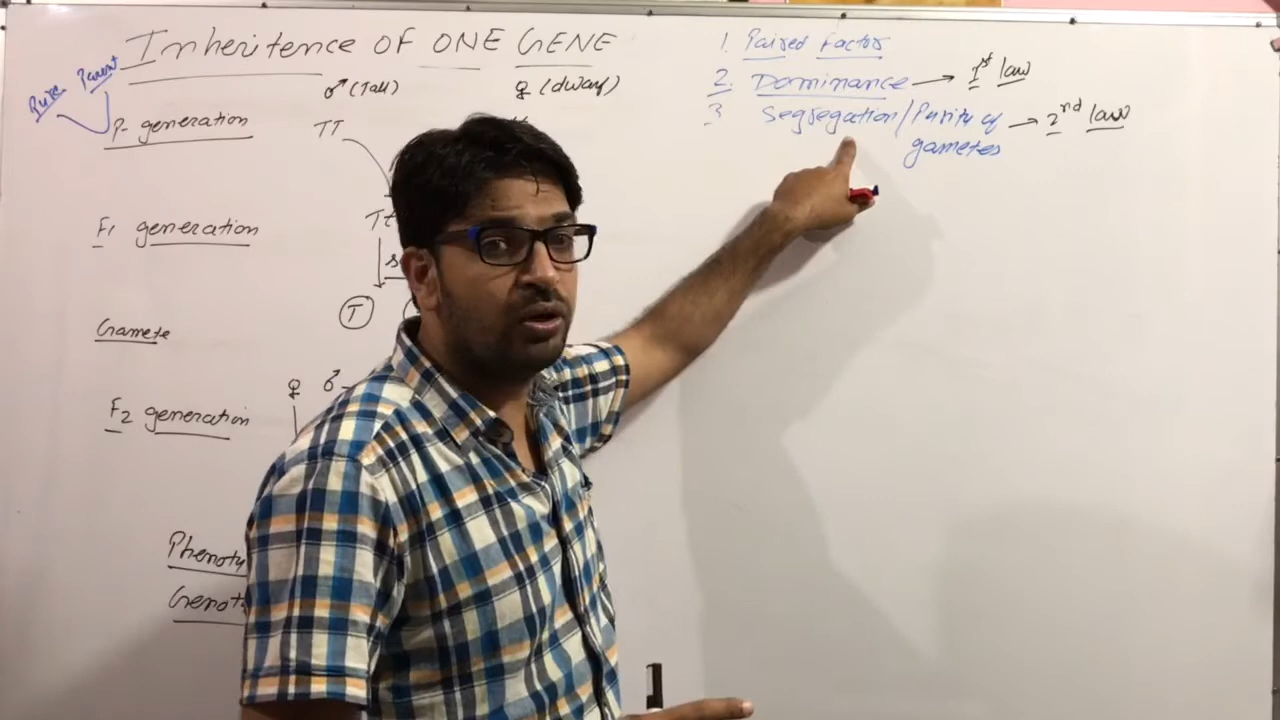 Inheritence OF ONE GENE
Pure Parent
♂ (Tall)
♀ (dwarf)
P- generation
TT
F1 generation
Tt
T
Gamete
♀ ♂
F2 generation
Phenoty
Genot
1. Paired Factor
2. Dominance → 1st law
3 Segregation / Purity of → 2nd law
gametes